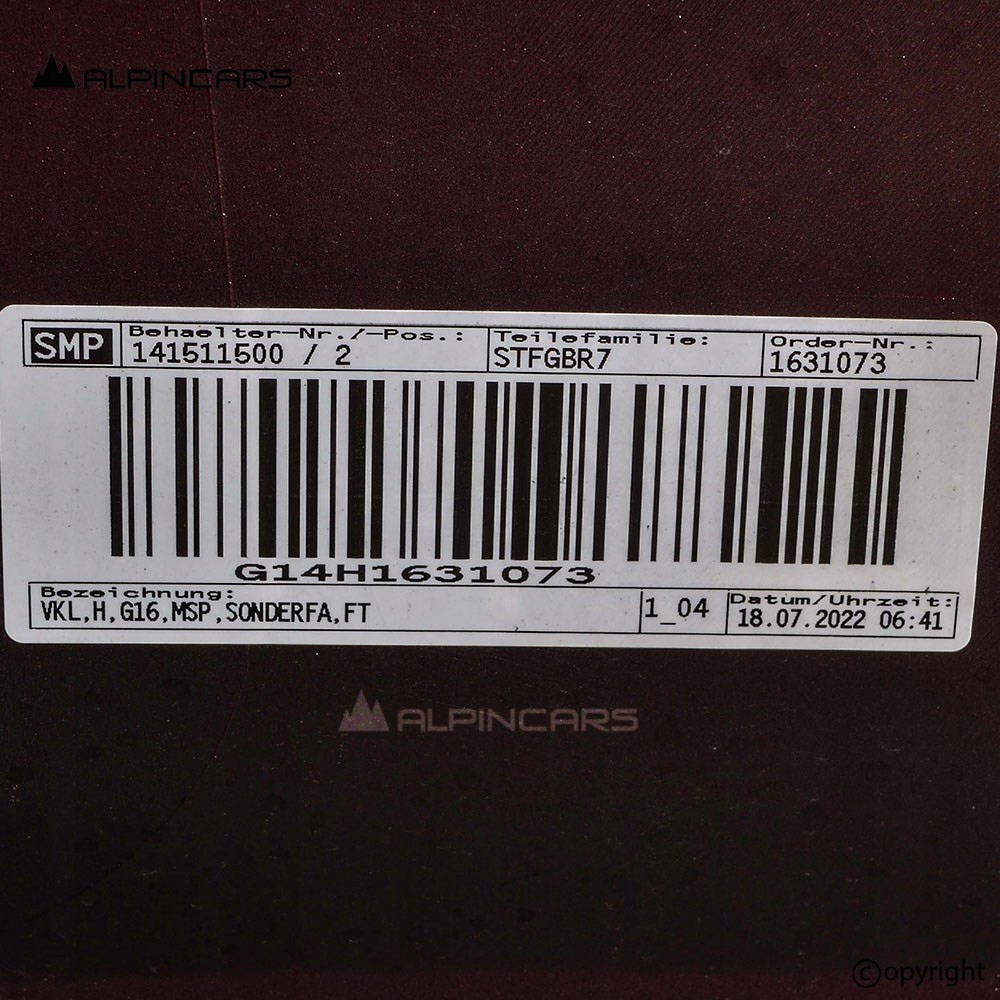 ALPINCARS
SMP
Behaelter-Nr./-Pos.:
141511500 / 2
Teilefamilie:
STFGBR7
Order-Nr.:
1631073
G14H1631073
Bezeichnung:
VKL,H,G16,MSP,SONDERFA,FT
1_04
Datum/Uhrzeit:
18.07.2022 06:41
ALPINCARS
©opyright